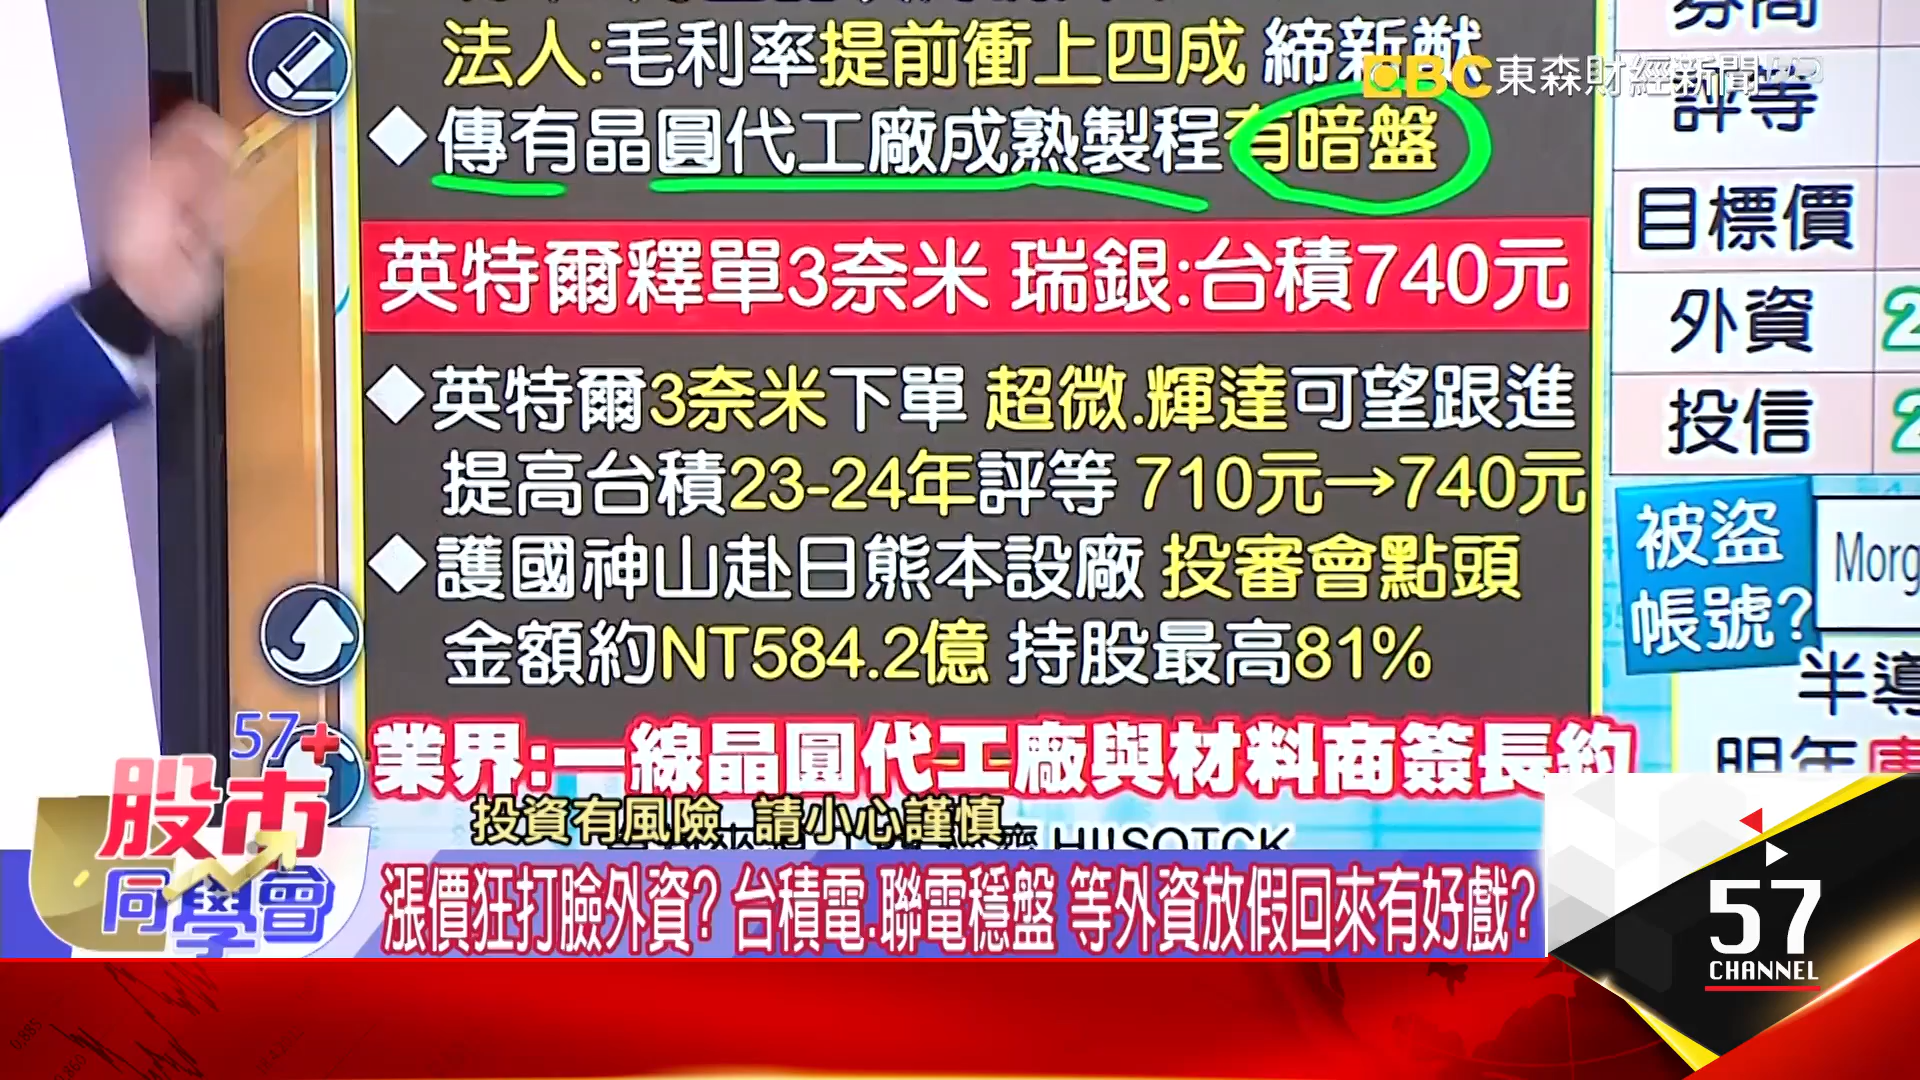 法人:毛利率提前衝上四成 締新猷
EBC東森財經新聞
◆傳有晶圓代工廠成熟製程有暗盤
英特爾釋單3奈米 瑞銀:台積740元
◆英特爾3奈米下單 超微.輝達可望跟進
提高台積23-24年評等 710元→740元
◆護國神山赴日熊本設廠 投審會點頭
金額約NT584.2億 持股最高81%
業界:一線晶圓代工廠與材料商簽長約
券商
評等
目標價
外資
投信
被盜
帳號?
Morg
半導
明年
57+
股市
同學會
投資有風險 請小心謹慎
HIISOTCK
漲價狂打臉外資? 台積電.聯電穩盤 等外資放假回來有好戲?
57
CHANNEL